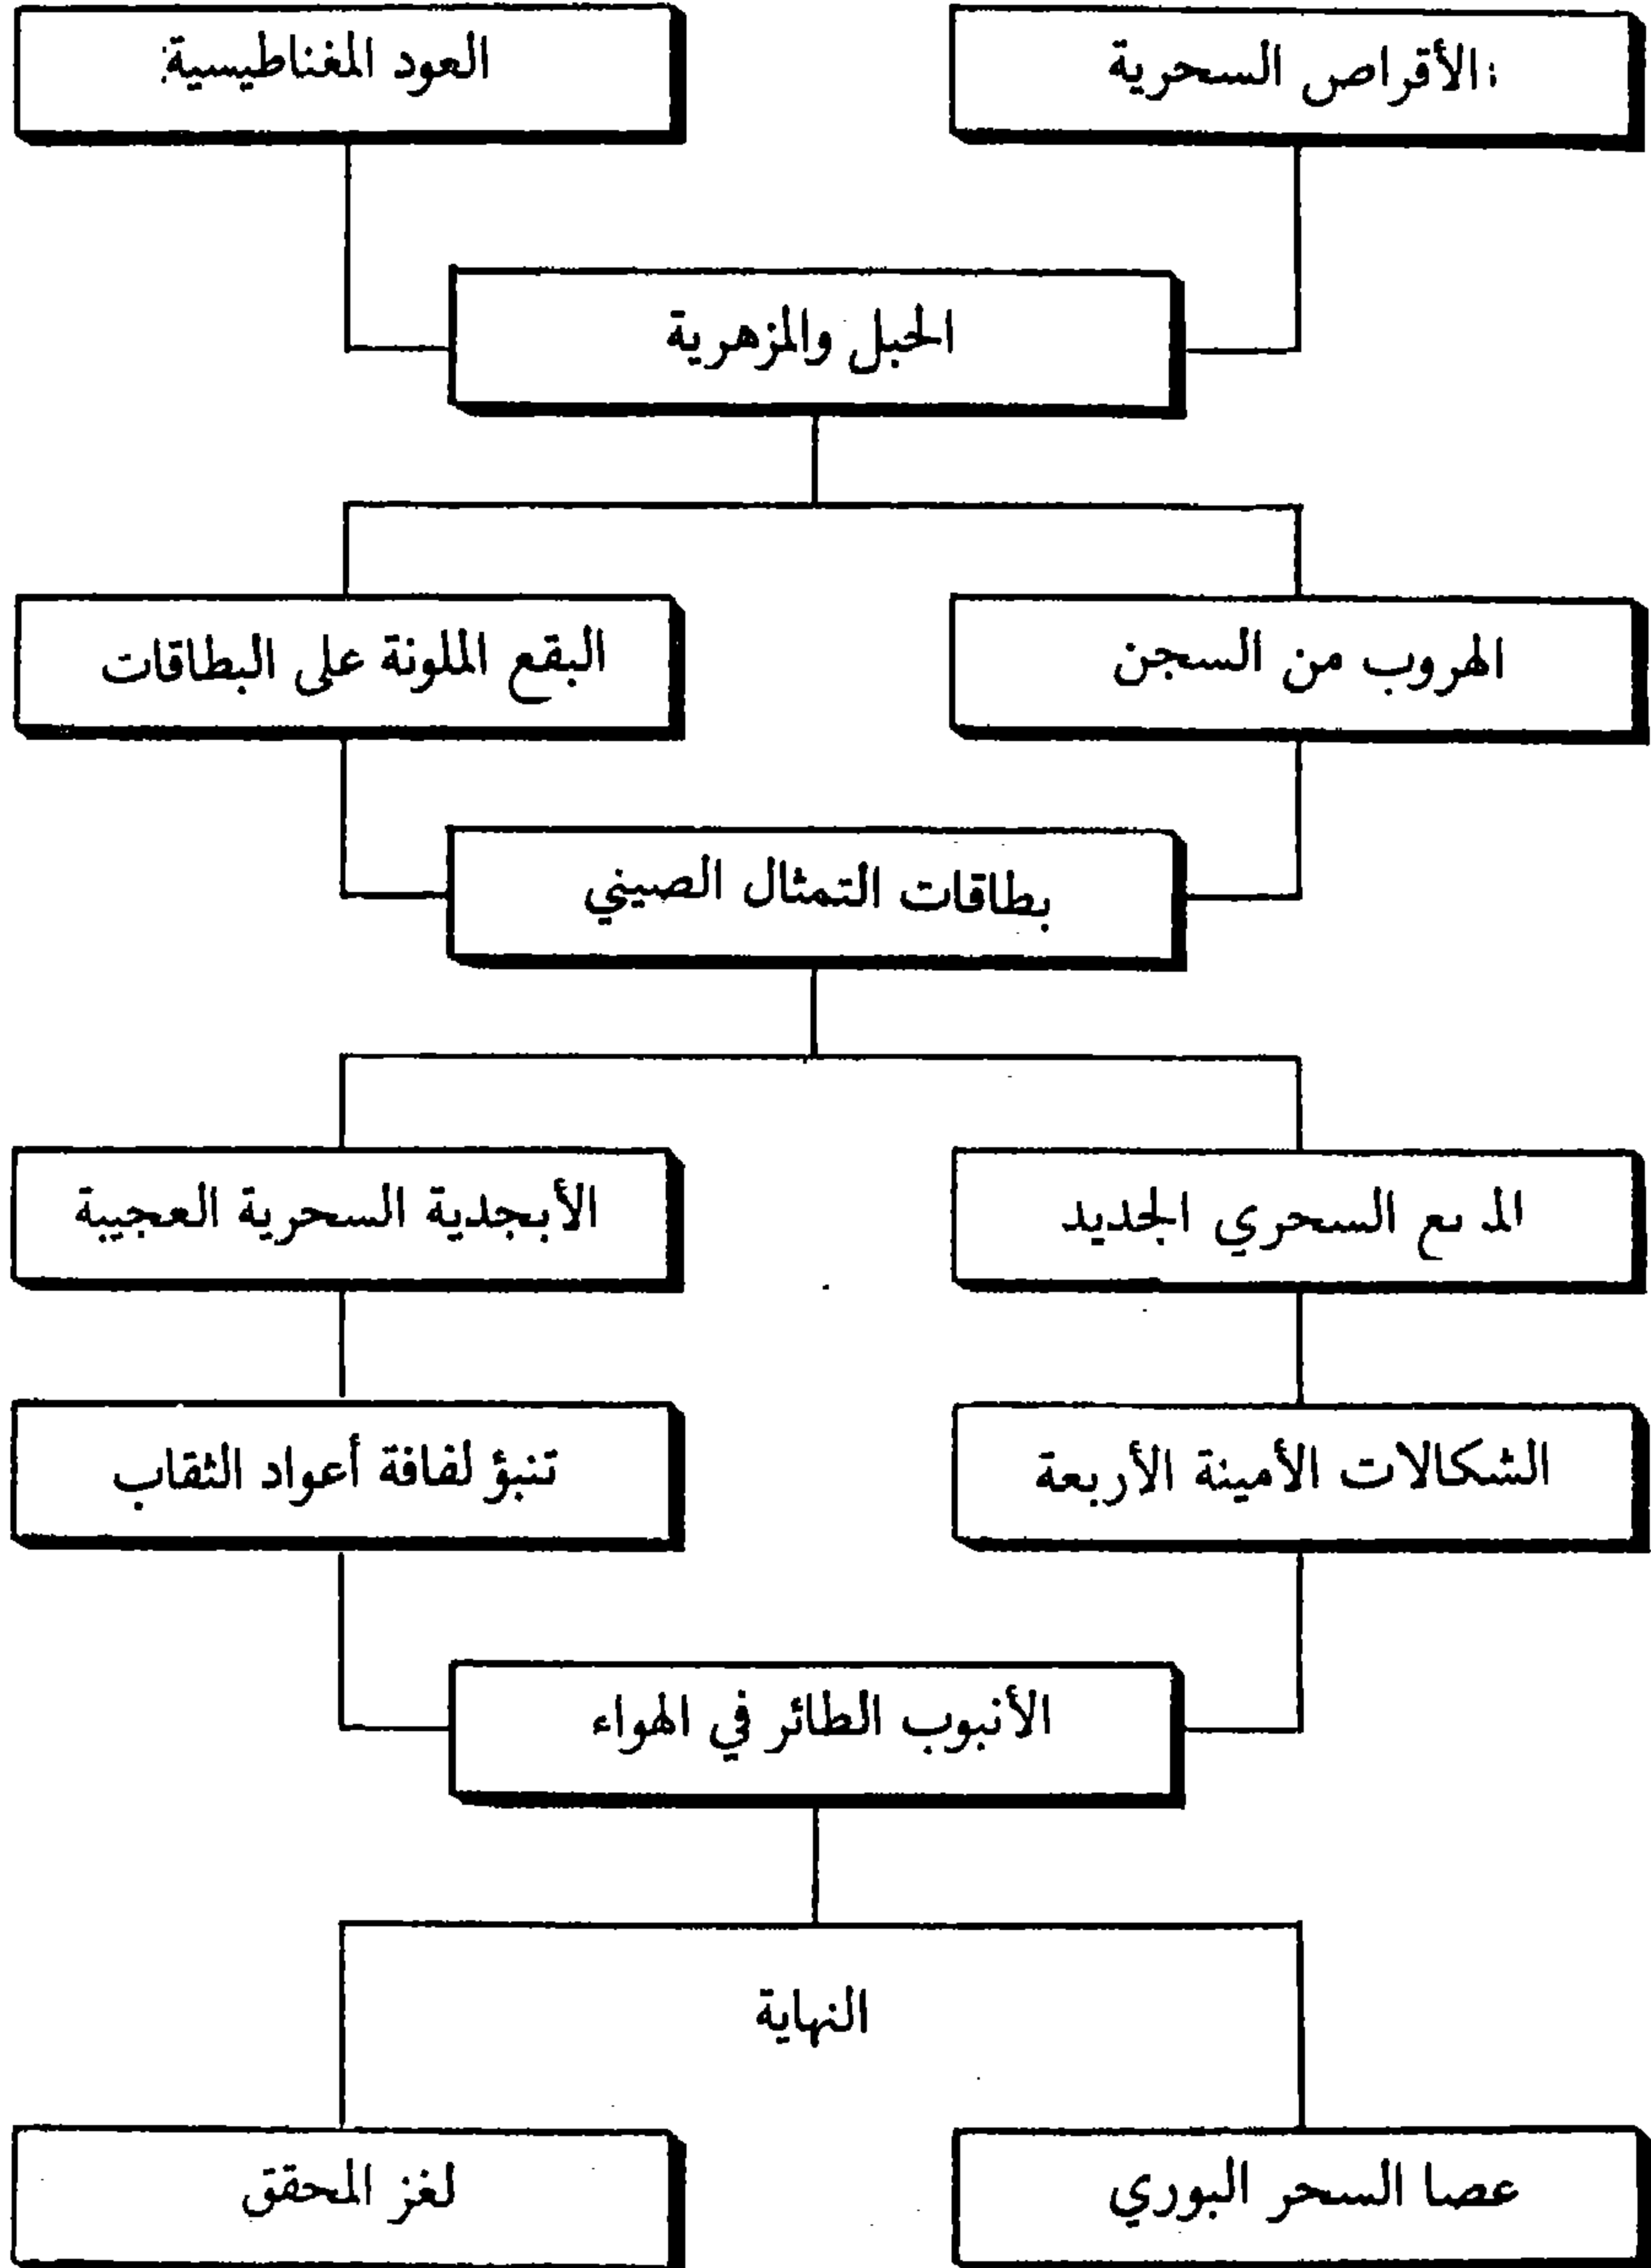 الأقراص السحرية
العود المغناطيسية
الحبل والمزهرية
الهروب من السجن
البقع الملونة على البطاقات
بطاقات التمثال الصيني
السحري الجديد
الأبجدية السحرية العجيبة
الشكالات الأمينة الأربعة
تنبؤ لفافة أعواد الثقاب
الأنبوب الطائر في الهواء
النهاية
عصا السحر البوري
لغز المحقق